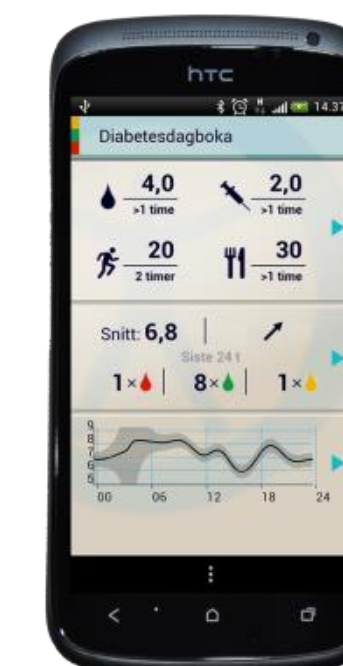 hTC
H 14.37
Diabetesdagboka
4,0 2,0
>1 time >1 time
20 30
2 timer >1 time
Snitt: 6,8
Siste 24 t
1× 8× 1×
9
8
7
6
5
00 06 12 18 24